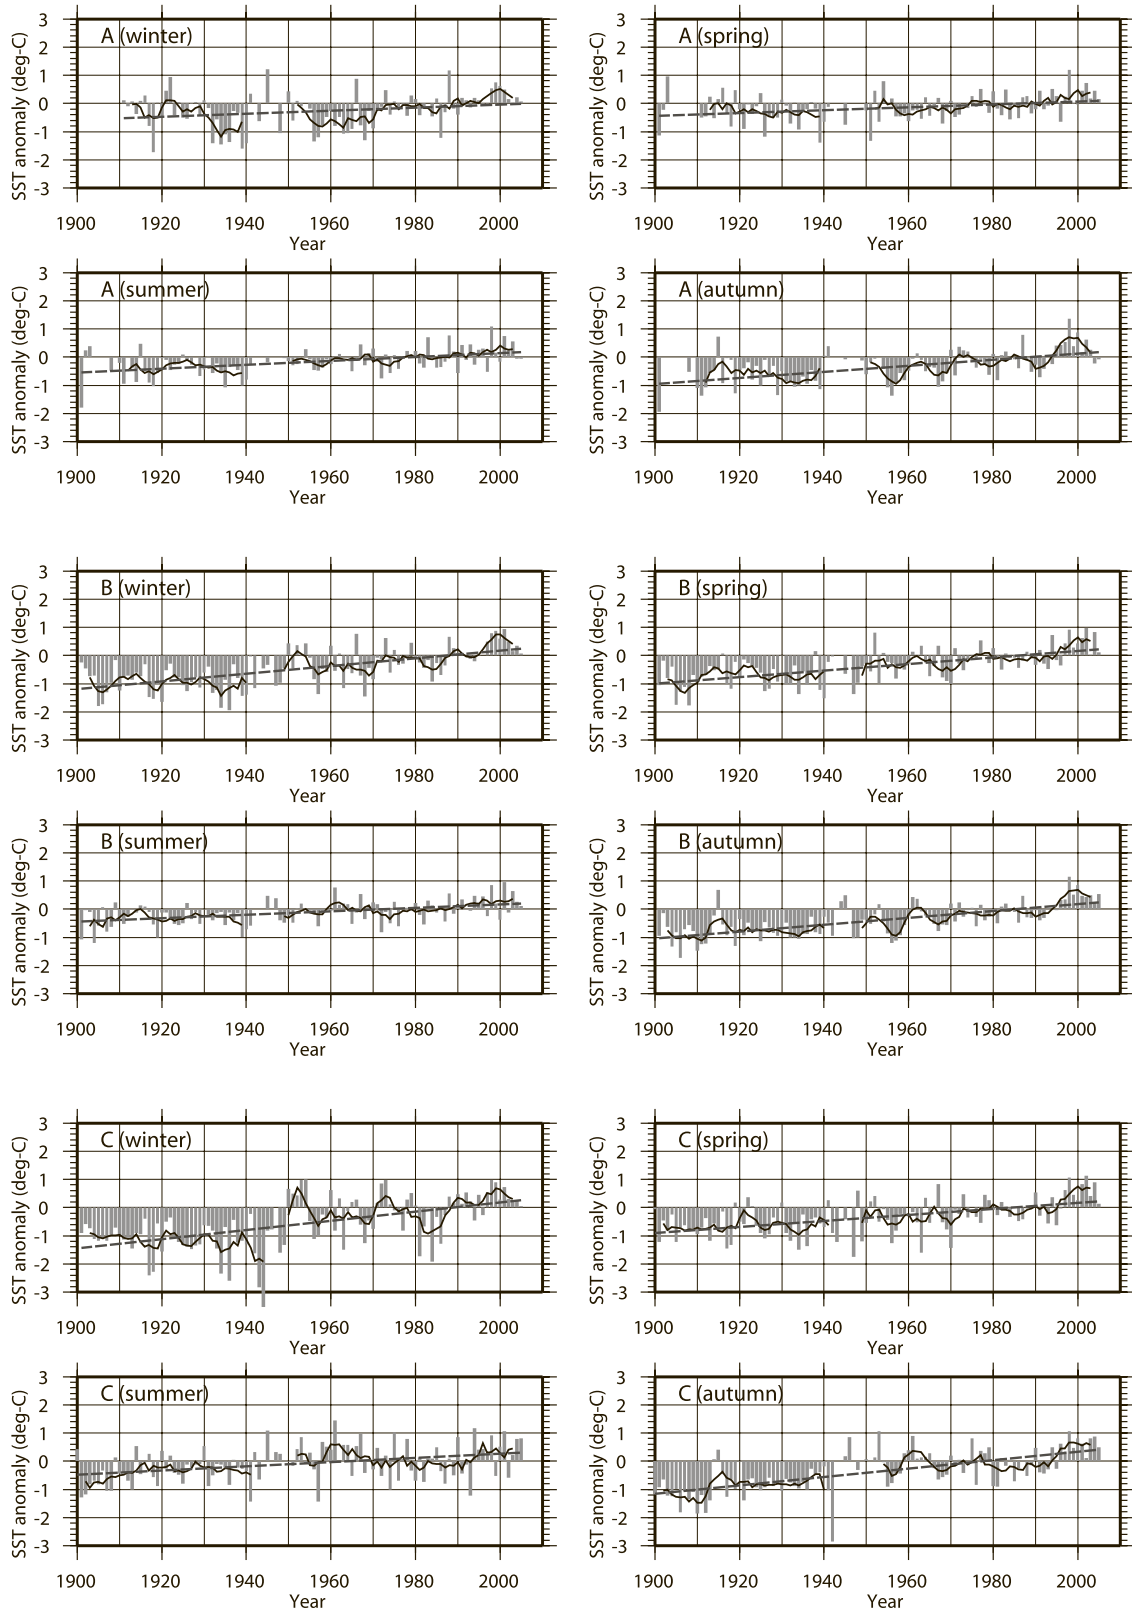 3 A (winter) 3 A (spring)
2 2
1 1
0 0
-1 -1
-2 -2
-3 -3
SST anomaly (deg-C) SST anomaly (deg-C)
1900 1920 1940 1960 1980 2000 1900 1920 1940 1960 1980 2000
Year Year
3 A (summer) 3 A (autumn)
2 2
1 1
0 0
-1 -1
-2 -2
-3 -3
SST anomaly (deg-C) SST anomaly (deg-C)
1900 1920 1940 1960 1980 2000 1900 1920 1940 1960 1980 2000
Year Year
3 B (winter) 3 B (spring)
2 2
1 1
0 0
-1 -1
-2 -2
-3 -3
SST anomaly (deg-C) SST anomaly (deg-C)
1900 1920 1940 1960 1980 2000 1900 1920 1940 1960 1980 2000
Year Year
3 B (summer) 3 B (autumn)
2 2
1 1
0 0
-1 -1
-2 -2
-3 -3
SST anomaly (deg-C) SST anomaly (deg-C)
1900 1920 1940 1960 1980 2000 1900 1920 1940 1960 1980 2000
Year Year
3 C (winter) 3 C (spring)
2 2
1 1
0 0
-1 -1
-2 -2
-3 -3
SST anomaly (deg-C) SST anomaly (deg-C)
1900 1920 1940 1960 1980 2000 1900 1920 1940 1960 1980 2000
Year Year
3 C (summer) 3 C (autumn)
2 2
1 1
0 0
-1 -1
-2 -2
-3 -3
SST anomaly (deg-C) SST anomaly (deg-C)
1900 1920 1940 1960 1980 2000 1900 1920 1940 1960 1980 2000
Year Year